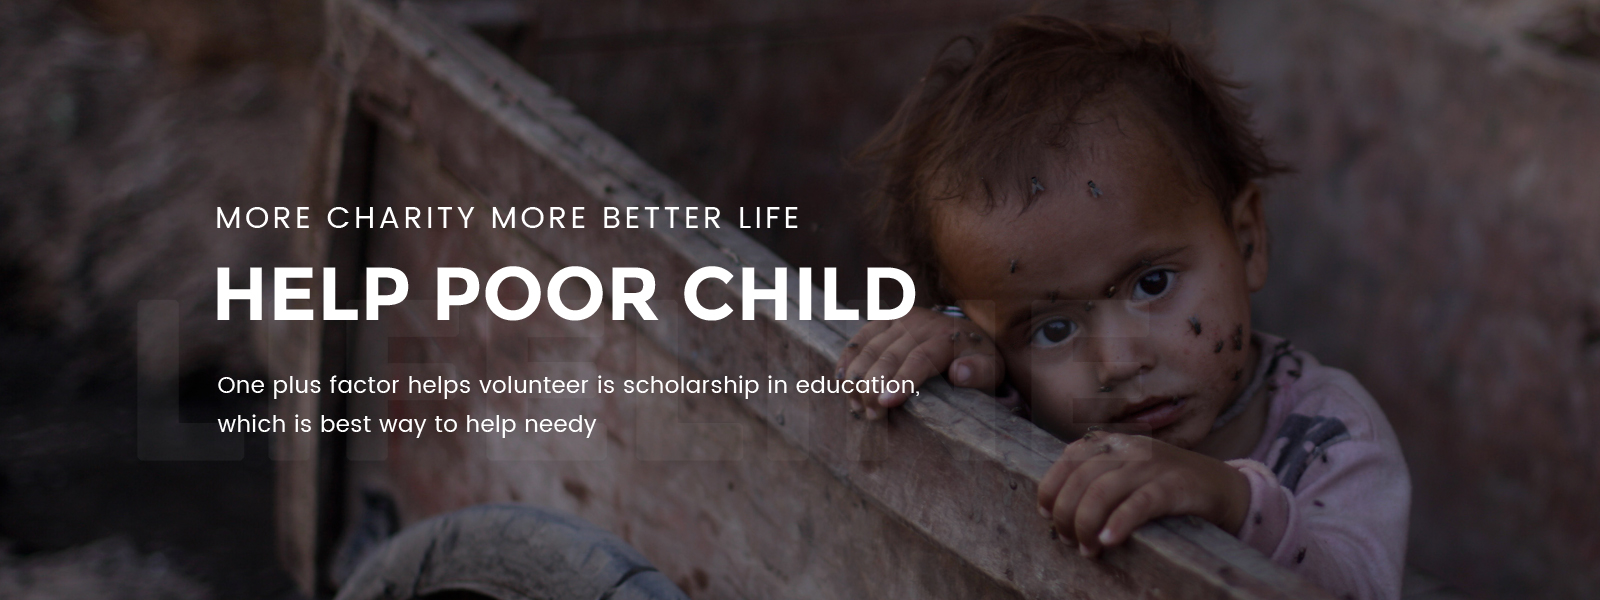 MORE CHARITY MORE BETTER LIFE
HELP POOR CHILD
LIFELINE
One plus factor helps volunteer is scholarship in education,
which is best way to help needy